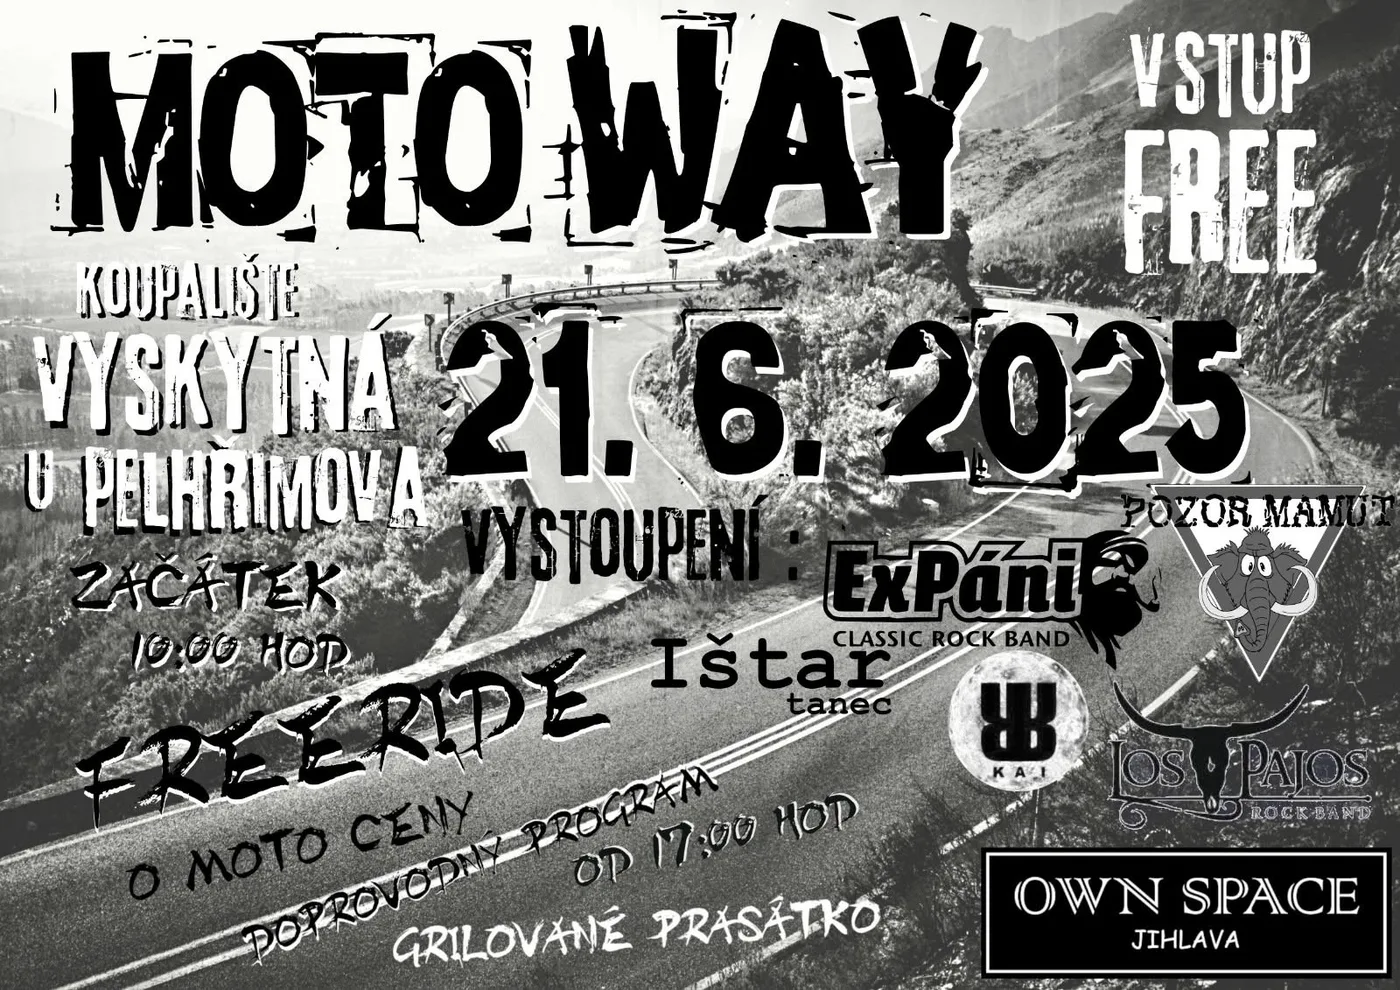 MOTO WAY
VSTUP
FREE
KOUPALIŠTE
VYSKYTNÁ
U PELHŘIMOVA
21. 6. 2025
ZAČÁTEK
10:00 HOD
VYSTOUPENÍ :
ExPáni
CLASSIC ROCK BAND
POZOR MAMUT
Ištar
tanec
KAI
LOS PAJOS
ROCK BAND
FREERIDE
O MOTO CENY
DOPROVODNÝ PROGRAM
OD 17:00 HOD
GRILOVANÉ PRASÁTKO
OWN SPACE
JIHLAVA